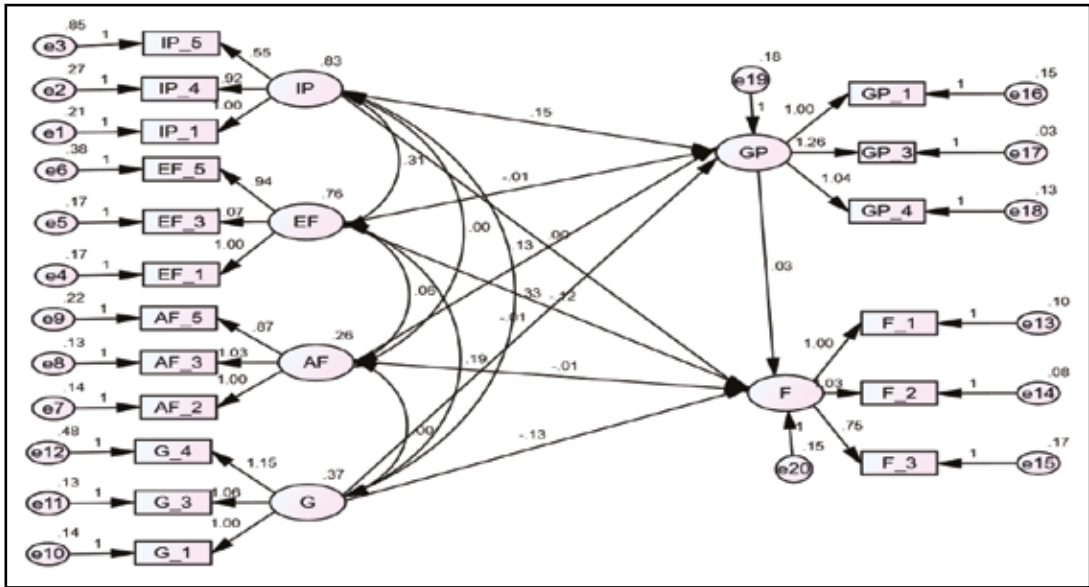 .85
e3 1 IP_5
.55
.27
e2 1 IP_4
.92
.83
IP
.21
e1 1 IP_1
1.00
.38
e6 1 EF_5
.94
.17
e5 1 EF_3
1.07
.76
EF
.17
e4 1 EF_1
1.00
.22
e9 1 AF_5
.87
.13
e8 1 AF_3
1.03
.26
AF
.14
e7 1 AF_2
1.00
.48
e12 1 G_4
1.15
.13
e11 1 G_3
1.06
.37
G
.14
e10 1 G_1
1.00
.15
.31
-.01
.00
.00
.13
.33
-.12
.06
-.01
.19
-.01
.00
-.13
.03
.18
e19
1
GP
1.00
GP_1 1 e16
.15
1.26
GP_3 1 e17
.03
1.04
GP_4 1 e18
.13
F
1.00
F_1 1 e13
.10
1.03
F_2 1 e14
.08
.75
F_3 1 e15
.17
1
.15
e20